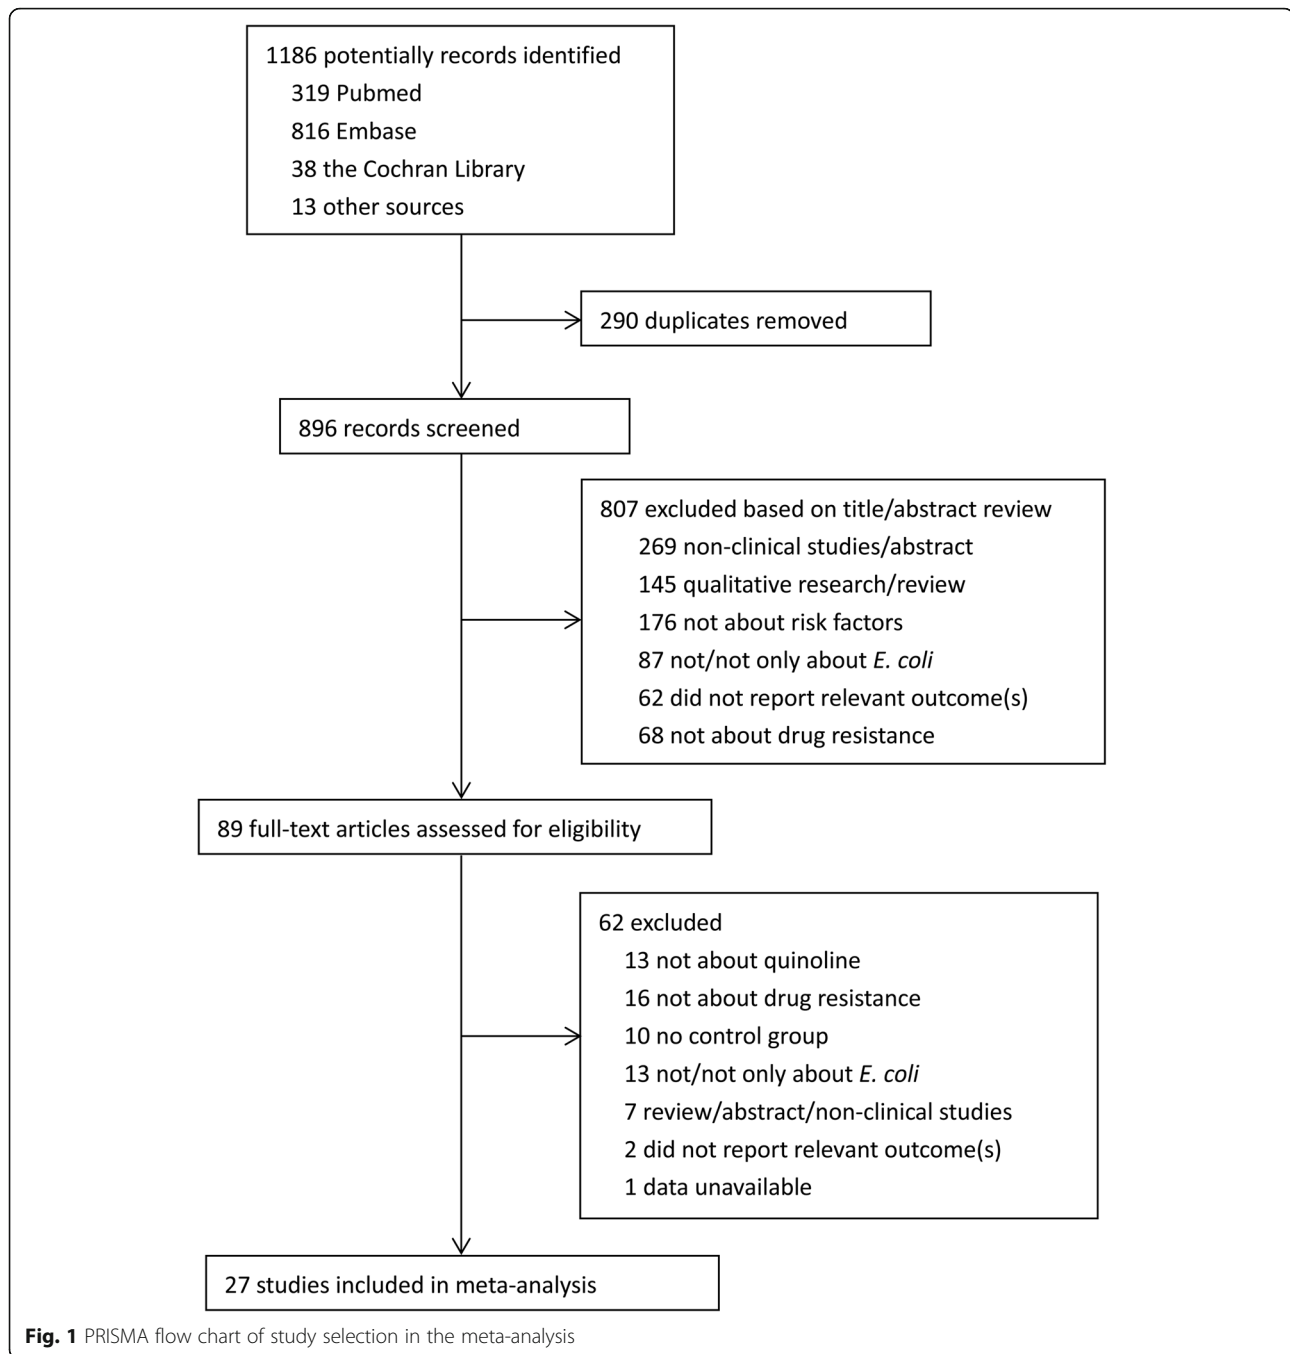 1186 potentially records identified
319 Pubmed
816 Embase
38 the Cochran Library
13 other sources
290 duplicates removed
896 records screened
807 excluded based on title/abstract review
269 non-clinical studies/abstract
145 qualitative research/review
176 not about risk factors
87 not/not only about E. coli
62 did not report relevant outcome(s)
68 not about drug resistance
89 full-text articles assessed for eligibility
62 excluded
13 not about quinoline
16 not about drug resistance
10 no control group
13 not/not only about E. coli
7 review/abstract/non-clinical studies
2 did not report relevant outcome(s)
1 data unavailable
27 studies included in meta-analysis
Fig. 1 PRISMA flow chart of study selection in the meta-analysis